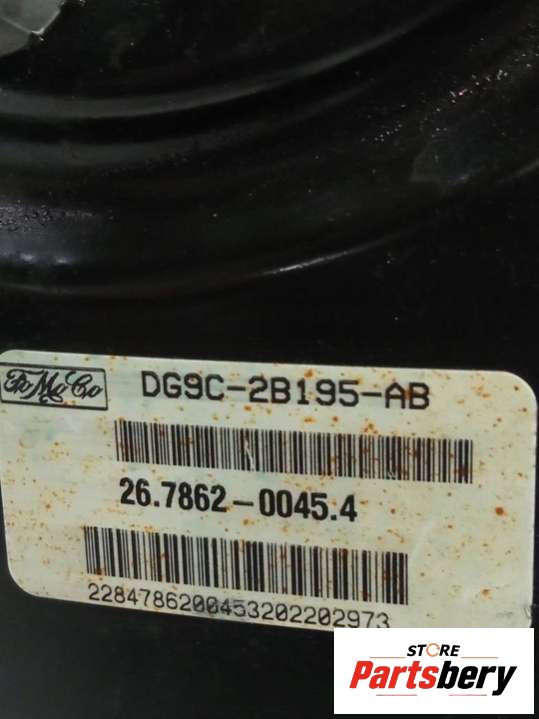 FoMoCo
DG9C-2B195-AB
26.7862-0045.4
2284786200453202202973
STORE
Partsbery